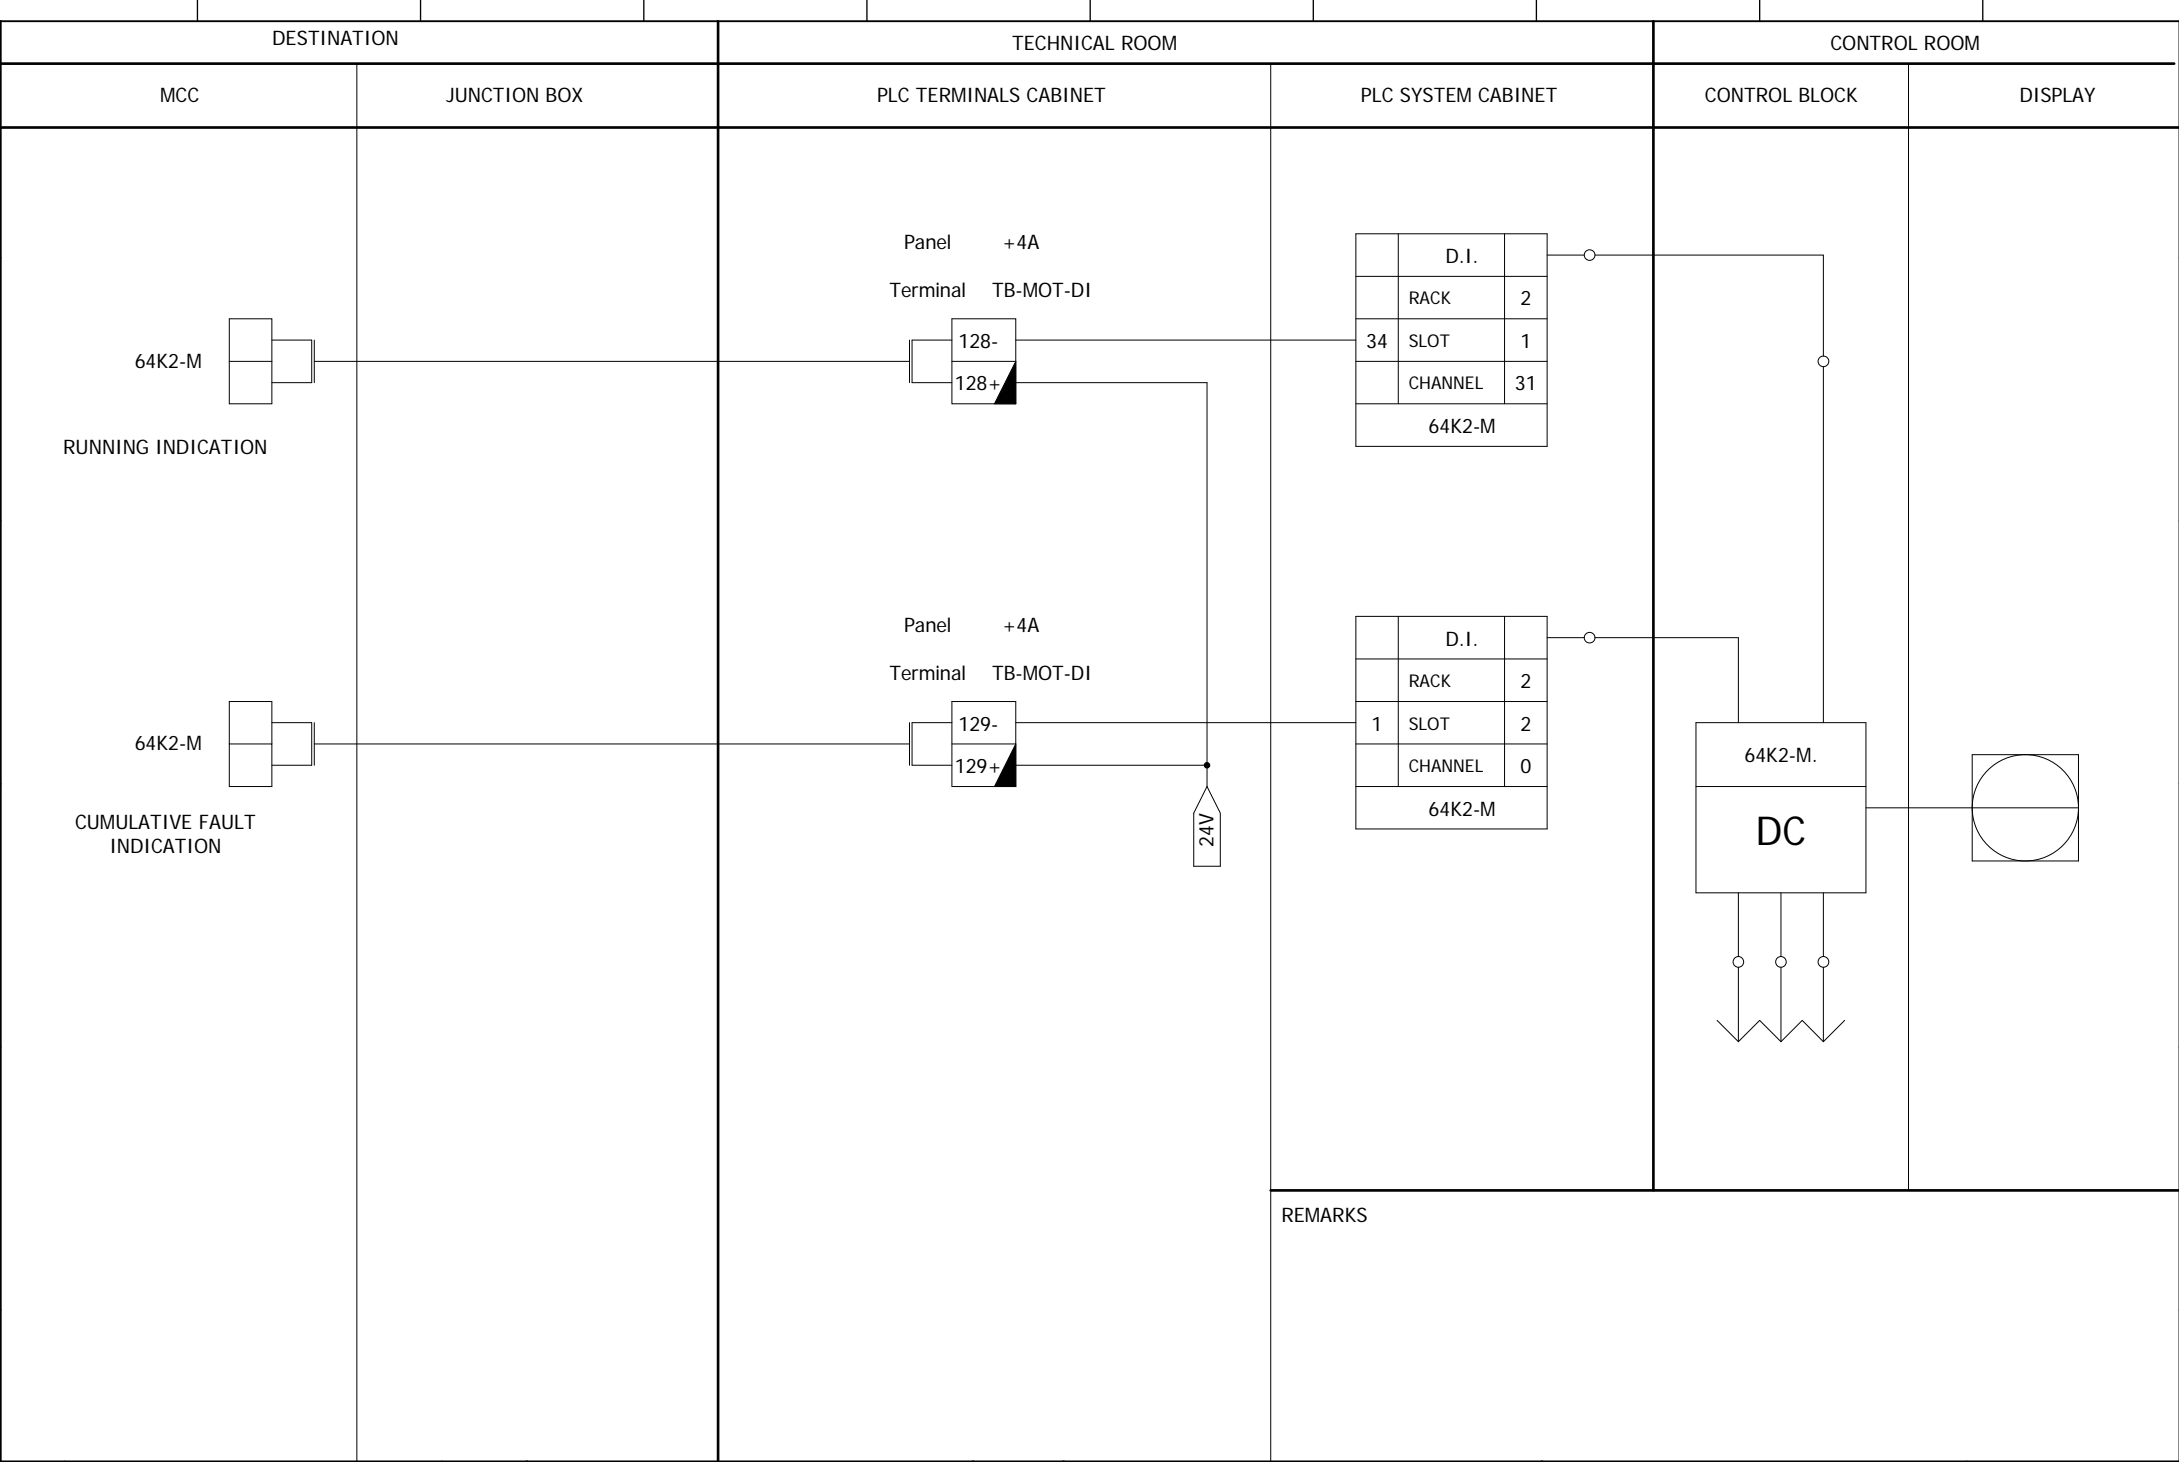 DESTINATION
TECHNICAL ROOM
CONTROL ROOM
MCC
JUNCTION BOX
PLC TERMINALS CABINET
PLC SYSTEM CABINET
CONTROL BLOCK
DISPLAY
64K2-M
RUNNING INDICATION
Panel +4A
Terminal TB-MOT-DI
128-
128+
D.I.
RACK 2
34 SLOT 1
CHANNEL 31
64K2-M
64K2-M
CUMULATIVE FAULT
INDICATION
Panel +4A
Terminal TB-MOT-DI
129-
129+
24V
D.I.
RACK 2
1 SLOT 2
CHANNEL 0
64K2-M
64K2-M.
DC
REMARKS